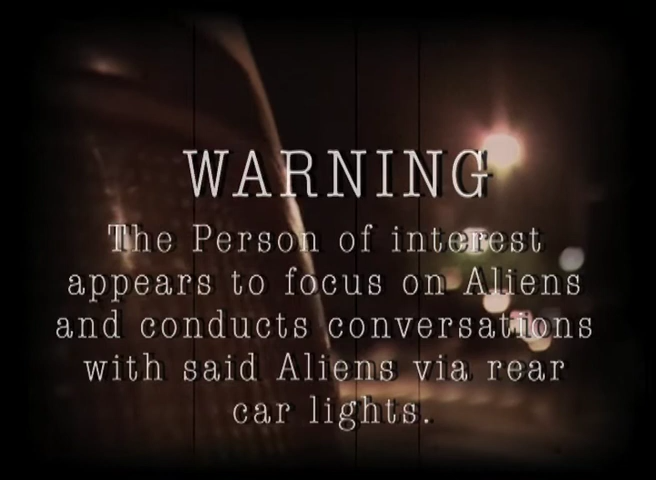 WARNING
The Person of interest
appears to focus on Aliens
and conducts conversations
with said Aliens via rear
car lights.